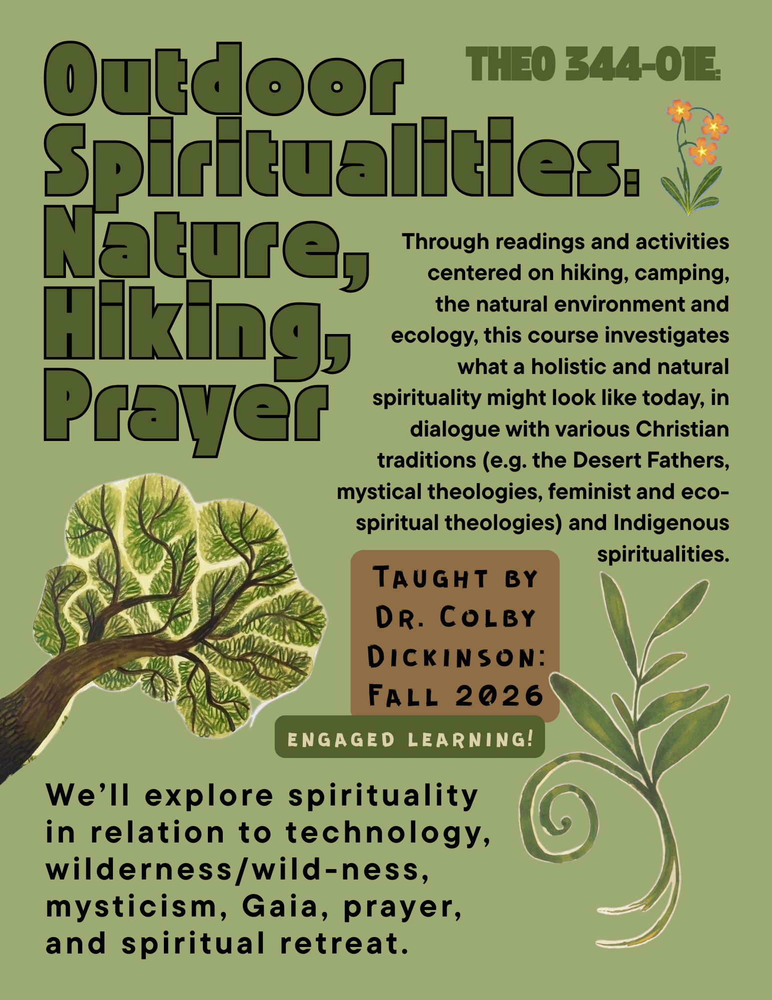 THEO 344-01E:
Outdoor
Spiritualities:
Nature,
Hiking,
Prayer
Through readings and activities
centered on hiking, camping,
the natural environment and
ecology, this course investigates
what a holistic and natural
spirituality might look like today, in
dialogue with various Christian
traditions (e.g. the Desert Fathers,
mystical theologies, feminist and eco-
spiritual theologies) and Indigenous
spiritualities.
Taught by
Dr. Colby
Dickinson:
Fall 2026
Engaged Learning!
We’ll explore spirituality
in relation to technology,
wilderness/wild-ness,
mysticism, Gaia, prayer,
and spiritual retreat.